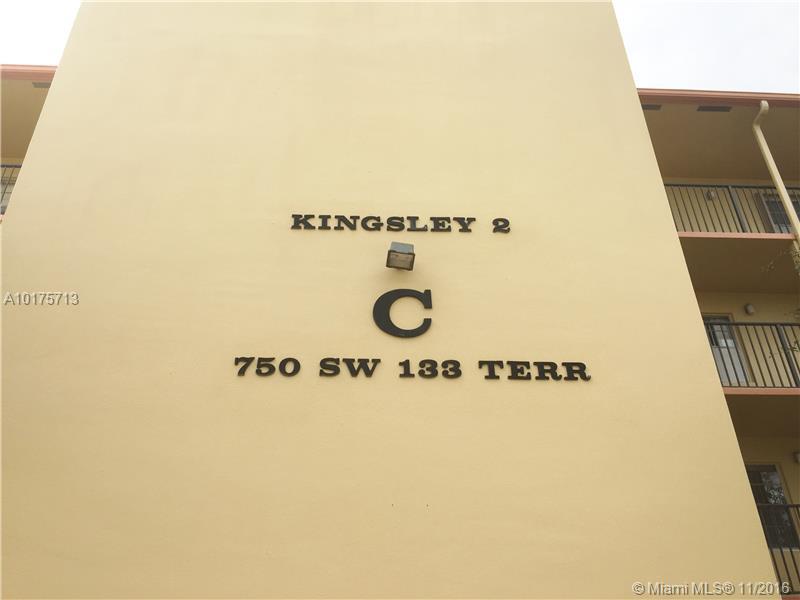 KINGSLEY 2
C
A10175713
750 SW 133 TERR
© Miami MLS® 11/2016